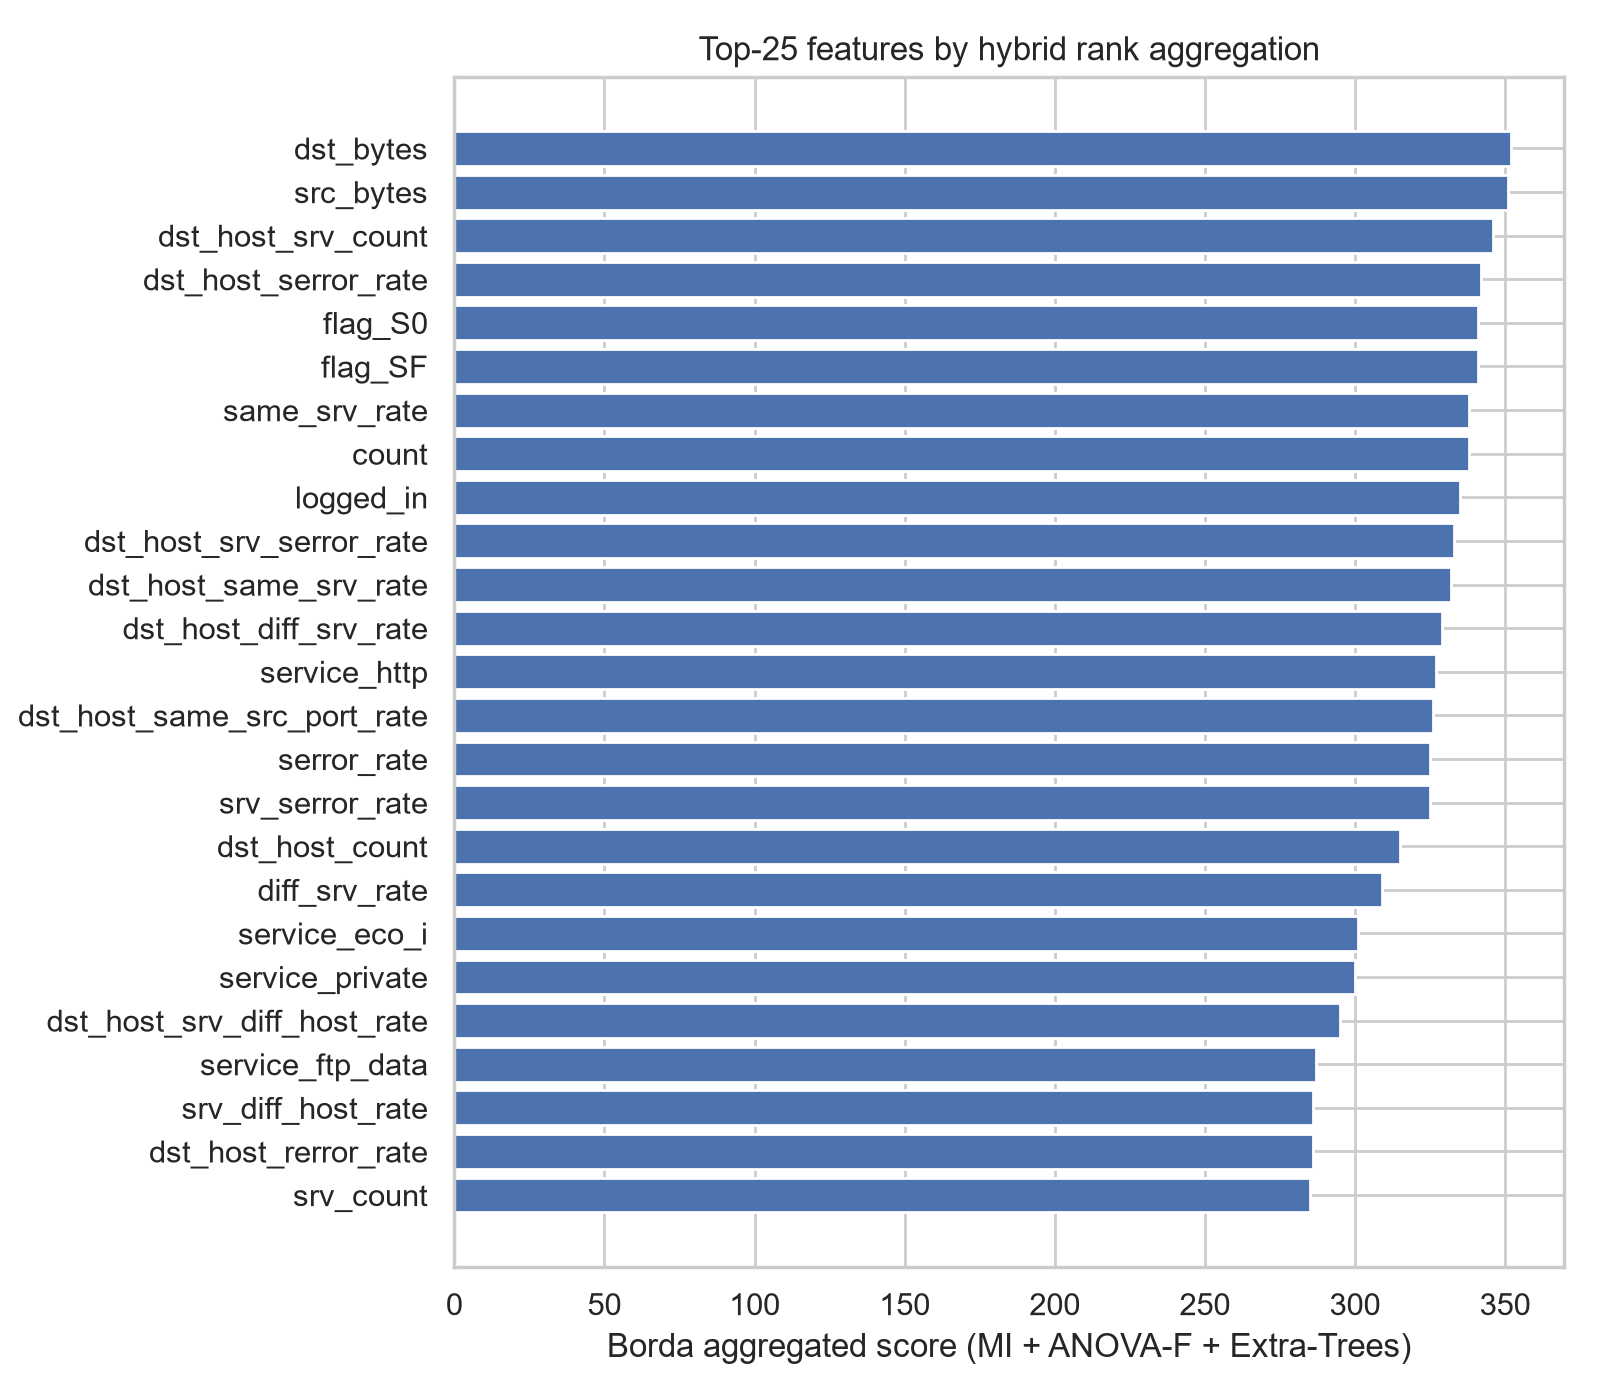 Top-25 features by hybrid rank aggregation
dst_bytes
src_bytes
dst_host_srv_count
dst_host_serror_rate
flag_S0
flag_SF
same_srv_rate
count
logged_in
dst_host_srv_serror_rate
dst_host_same_srv_rate
dst_host_diff_srv_rate
service_http
dst_host_same_src_port_rate
serror_rate
srv_serror_rate
dst_host_count
diff_srv_rate
service_eco_i
service_private
dst_host_srv_diff_host_rate
service_ftp_data
srv_diff_host_rate
dst_host_rerror_rate
srv_count
0 50 100 150 200 250 300 350
Borda aggregated score (MI + ANOVA-F + Extra-Trees)